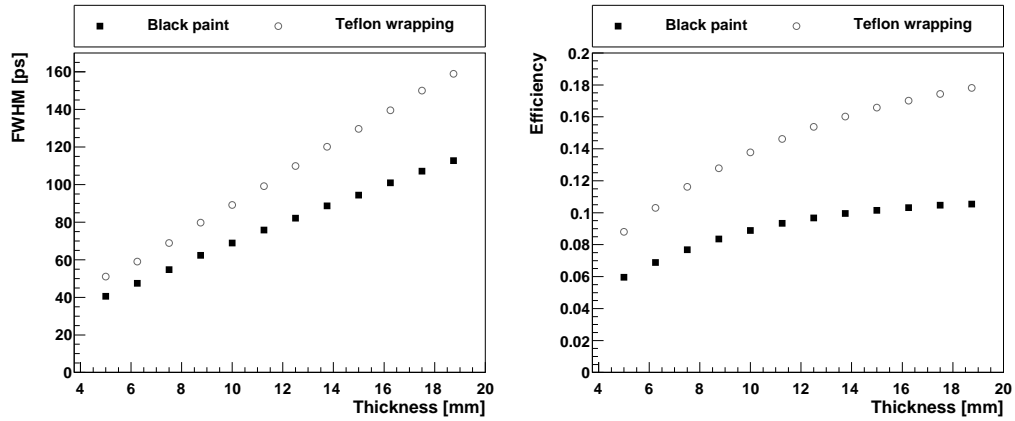 Black paint Teflon wrapping
FWHM [ps]
160
140
120
100
80
60
40
20
0
4 6 8 10 12 14 16 18 20
Thickness [mm]
Black paint Teflon wrapping
Efficiency
0.2
0.18
0.16
0.14
0.12
0.1
0.08
0.06
0.04
0.02
0
4 6 8 10 12 14 16 18 20
Thickness [mm]